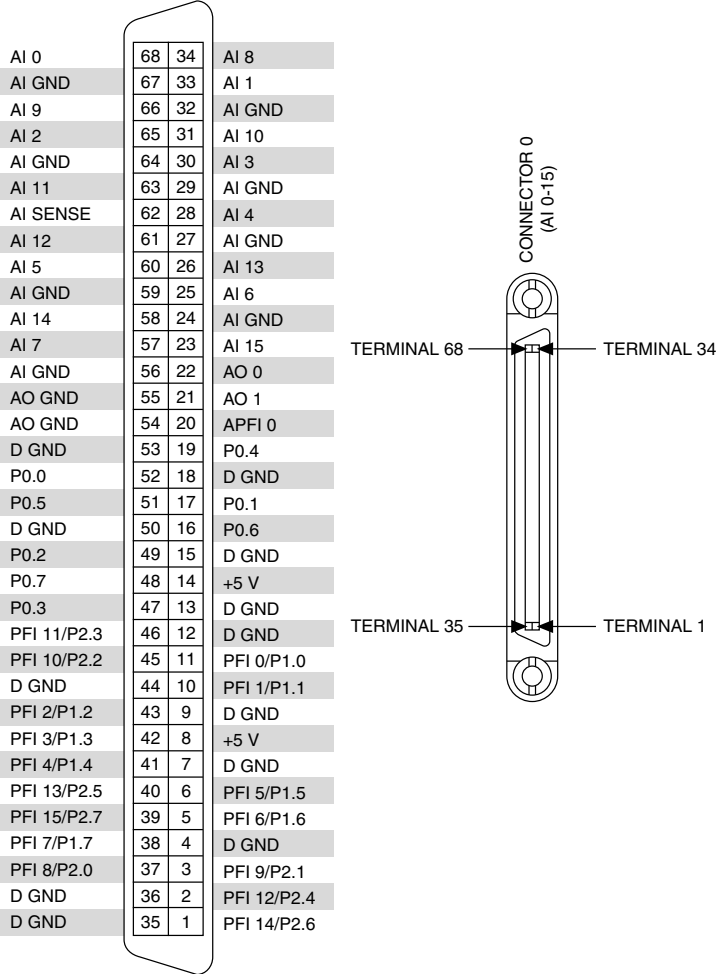 AI 0 68 34 AI 8
AI GND 67 33 AI 1
AI 9 66 32 AI GND
AI 2 65 31 AI 10
AI GND 64 30 AI 3
AI 11 63 29 AI GND
AI SENSE 62 28 AI 4
AI 12 61 27 AI GND
AI 5 60 26 AI 13
AI GND 59 25 AI 6
AI 14 58 24 AI GND
AI 7 57 23 AI 15
AI GND 56 22 AO 0
AO GND 55 21 AO 1
AO GND 54 20 APFI 0
D GND 53 19 P0.4
P0.0 52 18 D GND
P0.5 51 17 P0.1
D GND 50 16 P0.6
P0.2 49 15 D GND
P0.7 48 14 +5 V
P0.3 47 13 D GND
PFI 11/P2.3 46 12 D GND
PFI 10/P2.2 45 11 PFI 0/P1.0
D GND 44 10 PFI 1/P1.1
PFI 2/P1.2 43 9 D GND
PFI 3/P1.3 42 8 +5 V
PFI 4/P1.4 41 7 D GND
PFI 13/P2.5 40 6 PFI 5/P1.5
PFI 15/P2.7 39 5 PFI 6/P1.6
PFI 7/P1.7 38 4 D GND
PFI 8/P2.0 37 3 PFI 9/P2.1
D GND 36 2 PFI 12/P2.4
D GND 35 1 PFI 14/P2.6
CONNECTOR 0
(AI 0-15)
TERMINAL 68
TERMINAL 34
TERMINAL 35
TERMINAL 1